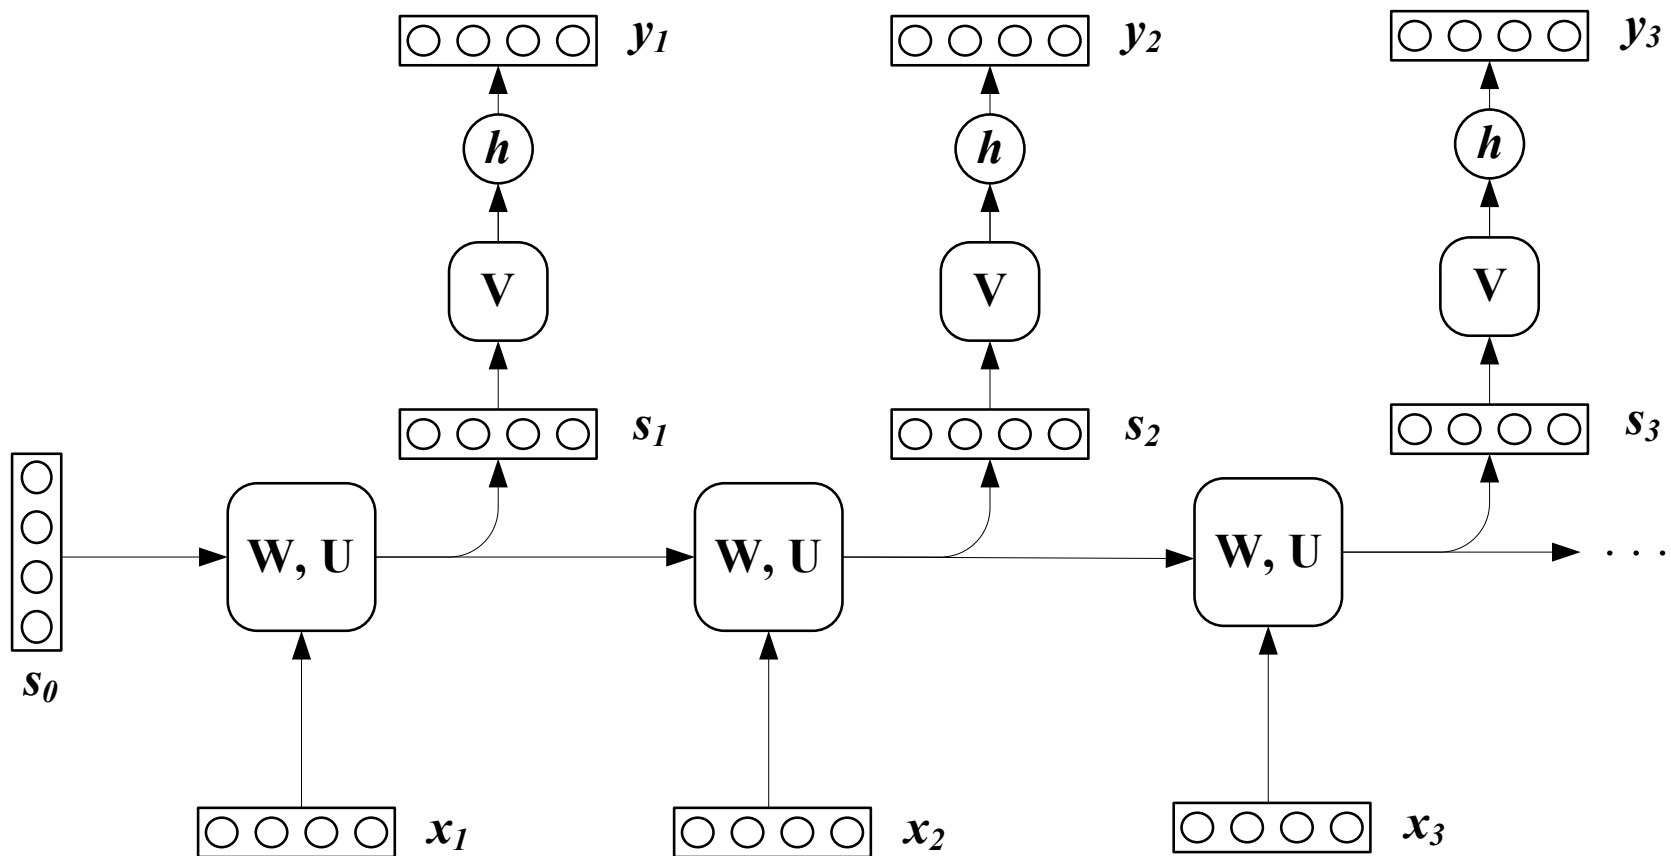 y₁ y₂ y₃
h h h
V V V
s₁ s₂ s₃
W, U W, U W, U . . .
s₀
x₁ x₂ x₃